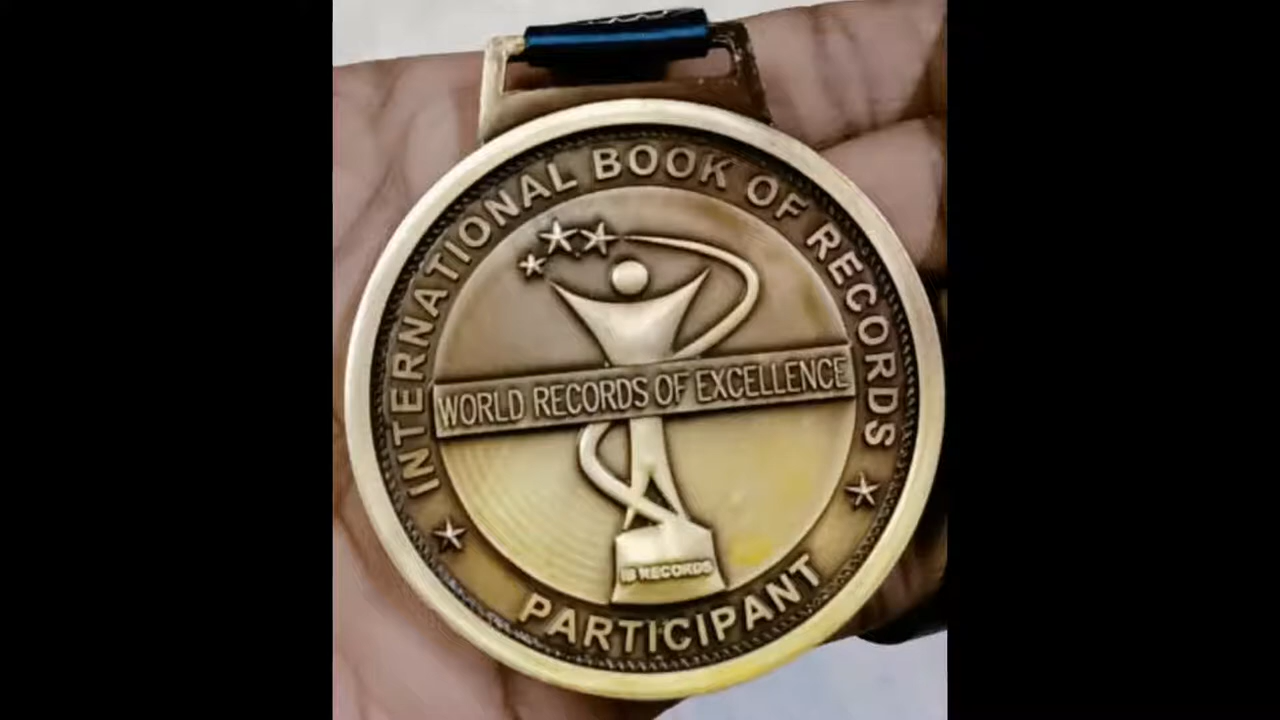 INTERNATIONAL BOOK OF RECORDS
WORLD RECORDS OF EXCELLENCE
IB RECORDS
PARTICIPANT